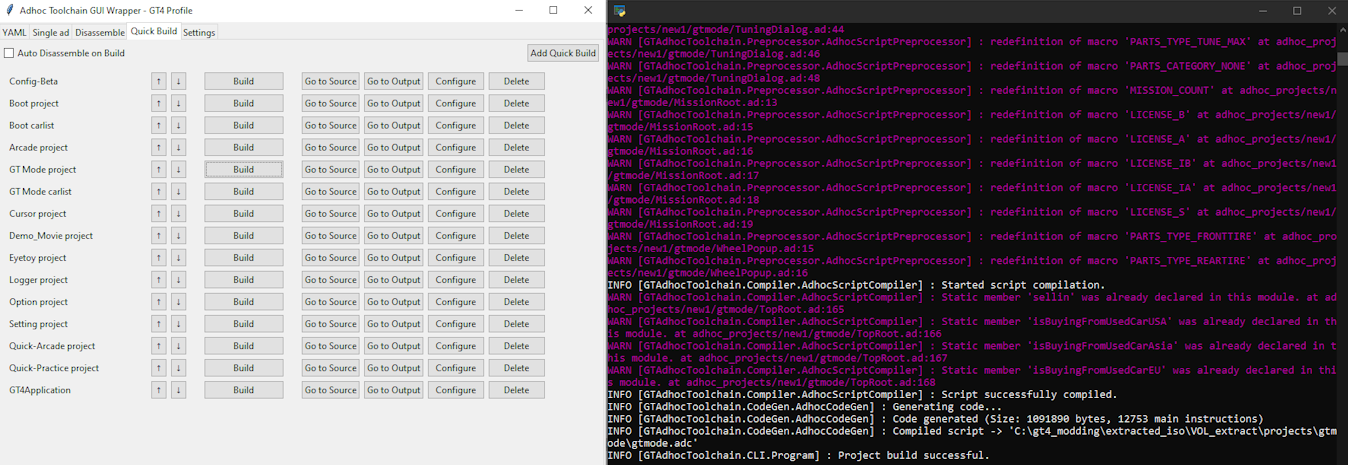 Adhoc Toolchain GUI Wrapper - GT4 Profile
YAML Single ad Disassemble Quick Build Settings
Auto Disassemble on Build Add Quick Build
Config-Beta ↑ ↓ Build Go to Source Go to Output Configure Delete
Boot project ↑ ↓ Build Go to Source Go to Output Configure Delete
Boot carlist ↑ ↓ Build Go to Source Go to Output Configure Delete
Arcade project ↑ ↓ Build Go to Source Go to Output Configure Delete
GT Mode project ↑ ↓ Build Go to Source Go to Output Configure Delete
GT Mode carlist ↑ ↓ Build Go to Source Go to Output Configure Delete
Cursor project ↑ ↓ Build Go to Source Go to Output Configure Delete
Demo_Movie project ↑ ↓ Build Go to Source Go to Output Configure Delete
Eyetoy project ↑ ↓ Build Go to Source Go to Output Configure Delete
Logger project ↑ ↓ Build Go to Source Go to Output Configure Delete
Option project ↑ ↓ Build Go to Source Go to Output Configure Delete
Setting project ↑ ↓ Build Go to Source Go to Output Configure Delete
Quick-Arcade project ↑ ↓ Build Go to Source Go to Output Configure Delete
Quick-Practice project ↑ ↓ Build Go to Source Go to Output Configure Delete
GT4Application ↑ ↓ Build Go to Source Go to Output Configure Delete
projects/new1/gtmode/TuningDialog.ad:44
WARN [GTAdhocToolchain.Preprocessor.AdhocScriptPreprocessor] : redefinition of macro 'PARTS_TYPE_TUNE_MAX' at adhoc_proj
ects/new1/gtmode/TuningDialog.ad:46
WARN [GTAdhocToolchain.Preprocessor.AdhocScriptPreprocessor] : redefinition of macro 'PARTS_CATEGORY_NONE' at adhoc_proj
ects/new1/gtmode/TuningDialog.ad:48
WARN [GTAdhocToolchain.Preprocessor.AdhocScriptPreprocessor] : redefinition of macro 'MISSION_COUNT' at adhoc_projects/n
ew1/gtmode/MissionRoot.ad:13
WARN [GTAdhocToolchain.Preprocessor.AdhocScriptPreprocessor] : redefinition of macro 'LICENSE_B' at adhoc_projects/new1/
gtmode/MissionRoot.ad:15
WARN [GTAdhocToolchain.Preprocessor.AdhocScriptPreprocessor] : redefinition of macro 'LICENSE_A' at adhoc_projects/new1/
gtmode/MissionRoot.ad:16
WARN [GTAdhocToolchain.Preprocessor.AdhocScriptPreprocessor] : redefinition of macro 'LICENSE_IB' at adhoc_projects/new1
/gtmode/MissionRoot.ad:17
WARN [GTAdhocToolchain.Preprocessor.AdhocScriptPreprocessor] : redefinition of macro 'LICENSE_IA' at adhoc_projects/new1
/gtmode/MissionRoot.ad:18
WARN [GTAdhocToolchain.Preprocessor.AdhocScriptPreprocessor] : redefinition of macro 'LICENSE_S' at adhoc_projects/new1/
gtmode/MissionRoot.ad:19
WARN [GTAdhocToolchain.Preprocessor.AdhocScriptPreprocessor] : redefinition of macro 'PARTS_TYPE_FRONTTIRE' at adhoc_pro
jects/new1/gtmode/WheelPopup.ad:15
WARN [GTAdhocToolchain.Preprocessor.AdhocScriptPreprocessor] : redefinition of macro 'PARTS_TYPE_REARTIRE' at adhoc_proj
ects/new1/gtmode/WheelPopup.ad:16
INFO [GTAdhocToolchain.Compiler.AdhocScriptCompiler] : Started script compilation.
WARN [GTAdhocToolchain.Compiler.AdhocScriptCompiler] : Static member 'sellin' was already declared in this module. at ad
hoc_projects/new1/gtmode/TopRoot.ad:165
WARN [GTAdhocToolchain.Compiler.AdhocScriptCompiler] : Static member 'isBuyingFromUsedCarUSA' was already declared in th
is module. at adhoc_projects/new1/gtmode/TopRoot.ad:166
WARN [GTAdhocToolchain.Compiler.AdhocScriptCompiler] : Static member 'isBuyingFromUsedCarAsia' was already declared in t
his module. at adhoc_projects/new1/gtmode/TopRoot.ad:167
WARN [GTAdhocToolchain.Compiler.AdhocScriptCompiler] : Static member 'isBuyingFromUsedCarEU' was already declared in thi
s module. at adhoc_projects/new1/gtmode/TopRoot.ad:168
INFO [GTAdhocToolchain.Compiler.AdhocScriptCompiler] : Script successfully compiled.
INFO [GTAdhocToolchain.CodeGen.AdhocCodeGen] : Generating code...
INFO [GTAdhocToolchain.CodeGen.AdhocCodeGen] : Code generated (Size: 1091890 bytes, 12753 main instructions)
INFO [GTAdhocToolchain.CodeGen.AdhocCodeGen] : Compiled script -> 'C:\gt4_modding\extracted_iso\VOL_extract\projects\gtm
ode\gtmode.adc'
INFO [GTAdhocToolchain.CLI.Program] : Project build successful.